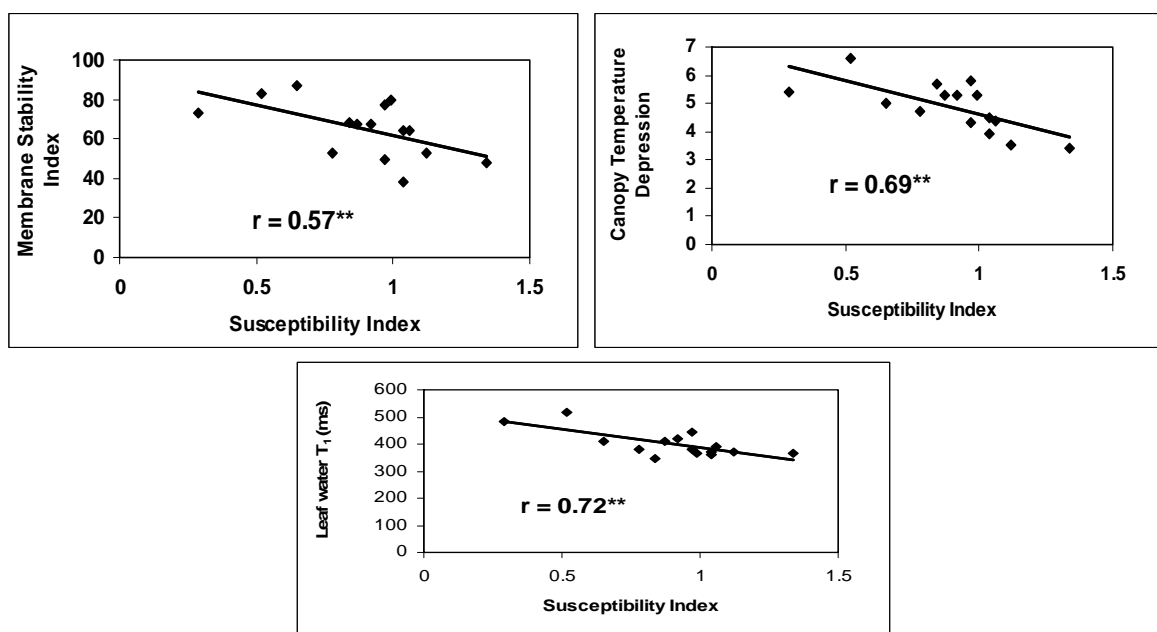 Membrane Stability
Index
100
80
60
40
20
0
r = 0.57**
0 0.5 1 1.5
Susceptibility Index
Canopy Temperature
Depression
7
6
5
4
3
2
1
0
r = 0.69**
0 0.5 1 1.5
Susceptibility Index
Leaf water T₁ (ms)
600
500
400
300
200
100
0
r = 0.72**
0 0.5 1 1.5
Susceptibility Index